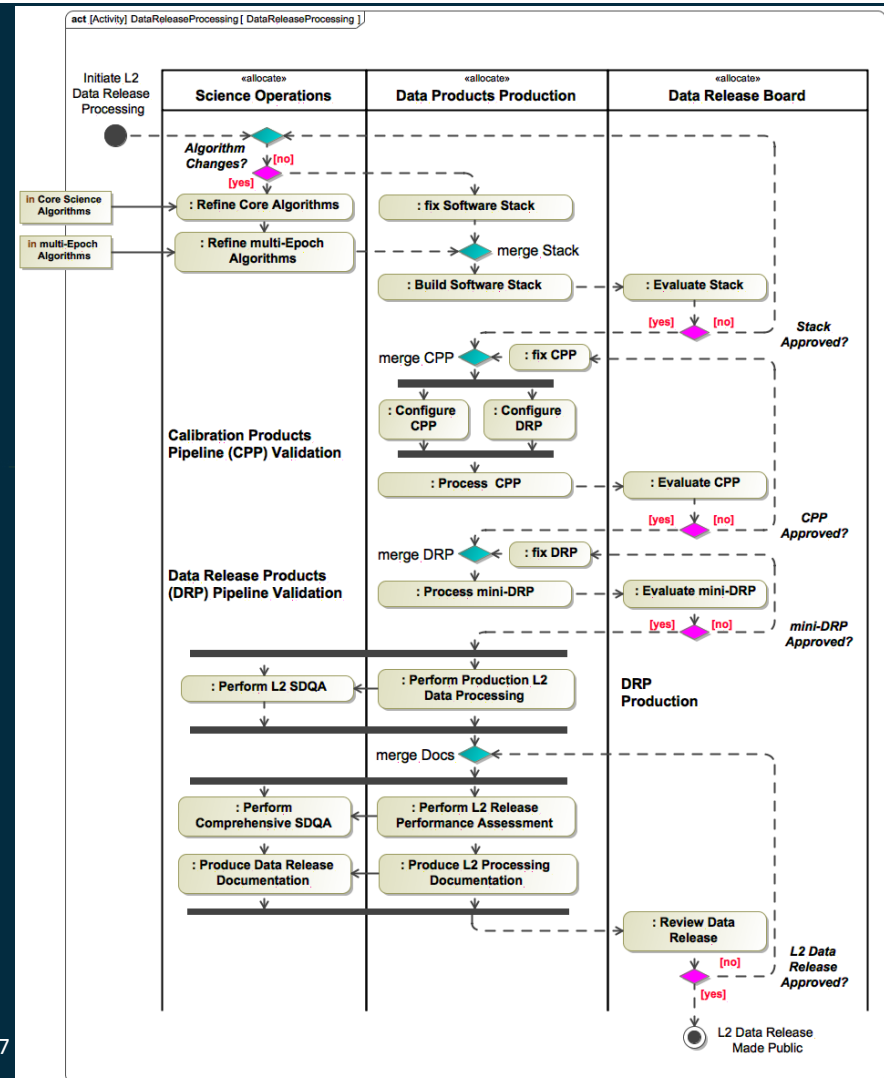 act [Activity] DataReleaseProcessing [ DataReleaseProcessing ]
Initiate L2
Data Release
Processing
«allocate»
Science Operations
«allocate»
Data Products Production
«allocate»
Data Release Board
Algorithm
Changes?
[no]
[yes]
in Core Science
Algorithms
: Refine Core Algorithms
: fix Software Stack
in multi-Epoch
Algorithms
: Refine multi-Epoch
Algorithms
merge Stack
: Build Software Stack
: Evaluate Stack
[yes]
[no]
Stack
Approved?
merge CPP
: fix CPP
: Configure
CPP
: Configure
DRP
Calibration Products
Pipeline (CPP) Validation
: Process CPP
: Evaluate CPP
[yes]
[no]
CPP
Approved?
merge DRP
: fix DRP
Data Release Products
(DRP) Pipeline Validation
: Process mini-DRP
: Evaluate mini-DRP
[yes]
[no]
mini-DRP
Approved?
: Perform L2 SDQA
: Perform Production L2
Data Processing
DRP
Production
merge Docs
: Perform
Comprehensive SDQA
: Perform L2 Release
Performance Assessment
: Produce Data Release
Documentation
: Produce L2 Processing
Documentation
: Review Data
Release
[no]
L2 Data
Release
Approved?
[yes]
L2 Data Release
Made Public
7